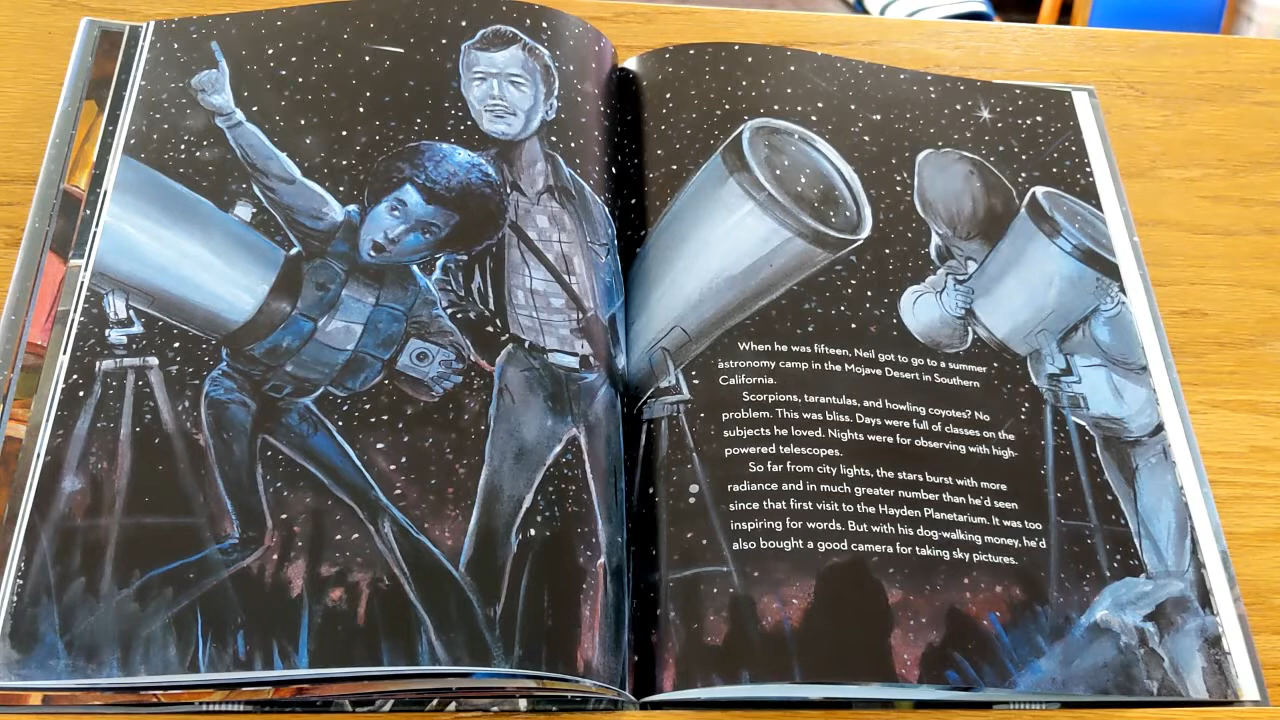 When he was fifteen, Neil got to go to a summer
astronomy camp in the Mojave Desert in Southern
California.
Scorpions, tarantulas, and howling coyotes? No
problem. This was bliss. Days were full of classes on the
subjects he loved. Nights were for observing with high-
powered telescopes.
So far from city lights, the stars burst with more
radiance and in much greater number than he'd seen
since that first visit to the Hayden Planetarium. It was too
inspiring for words. But with his dog-walking money, he'd
also bought a good camera for taking sky pictures.